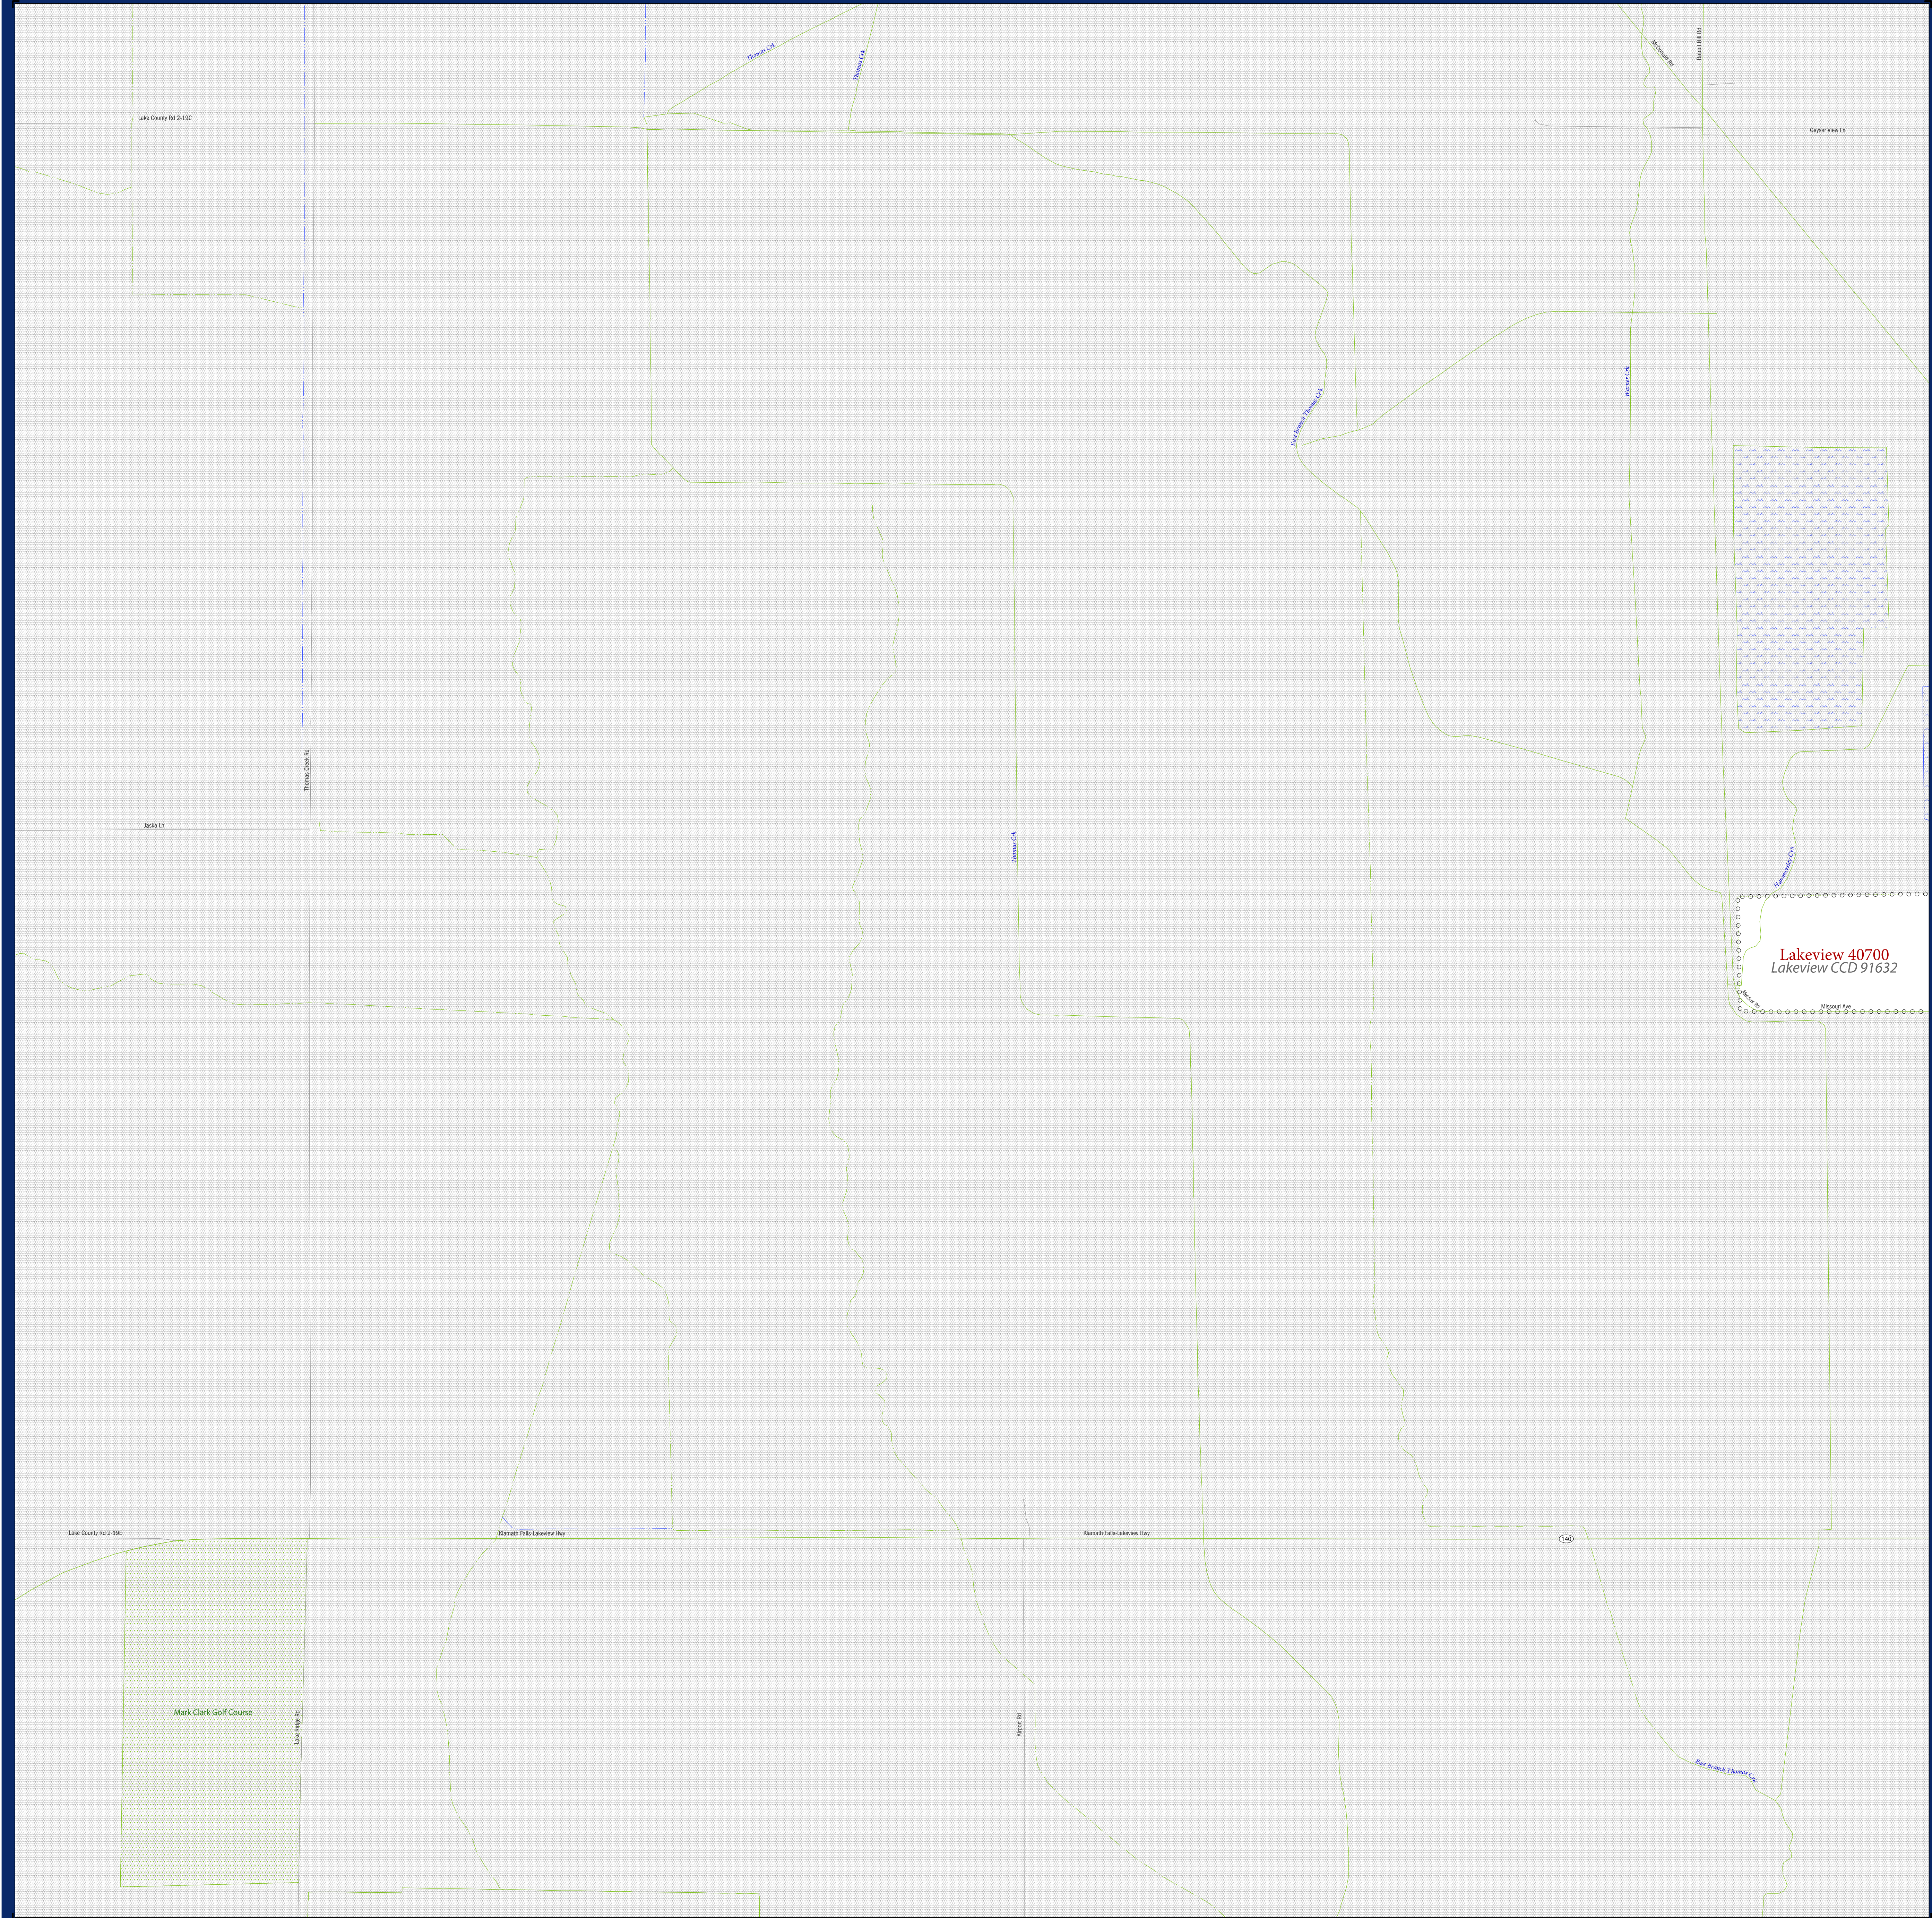 Thomas Crk
Thomas Crk
McDonald Rd
Rabbit Hill Rd
Lake County Rd 2-19C
Geyser View Ln
East Branch Thomas Crk
Warner Crk
Thomas Creek Rd
Jasko Ln
Thomas Crk
Hammersley Cyn
Lakeview 40700
Lakeview CCD 91632
Metzker Rd
Missouri Ave
Lake County Rd 2-19E
Klamath Falls-Lakeview Hwy
Klamath Falls-Lakeview Hwy
140
Mark Clark Golf Course
Lake Ridge Rd
Airport Rd
East Branch Thomas Crk